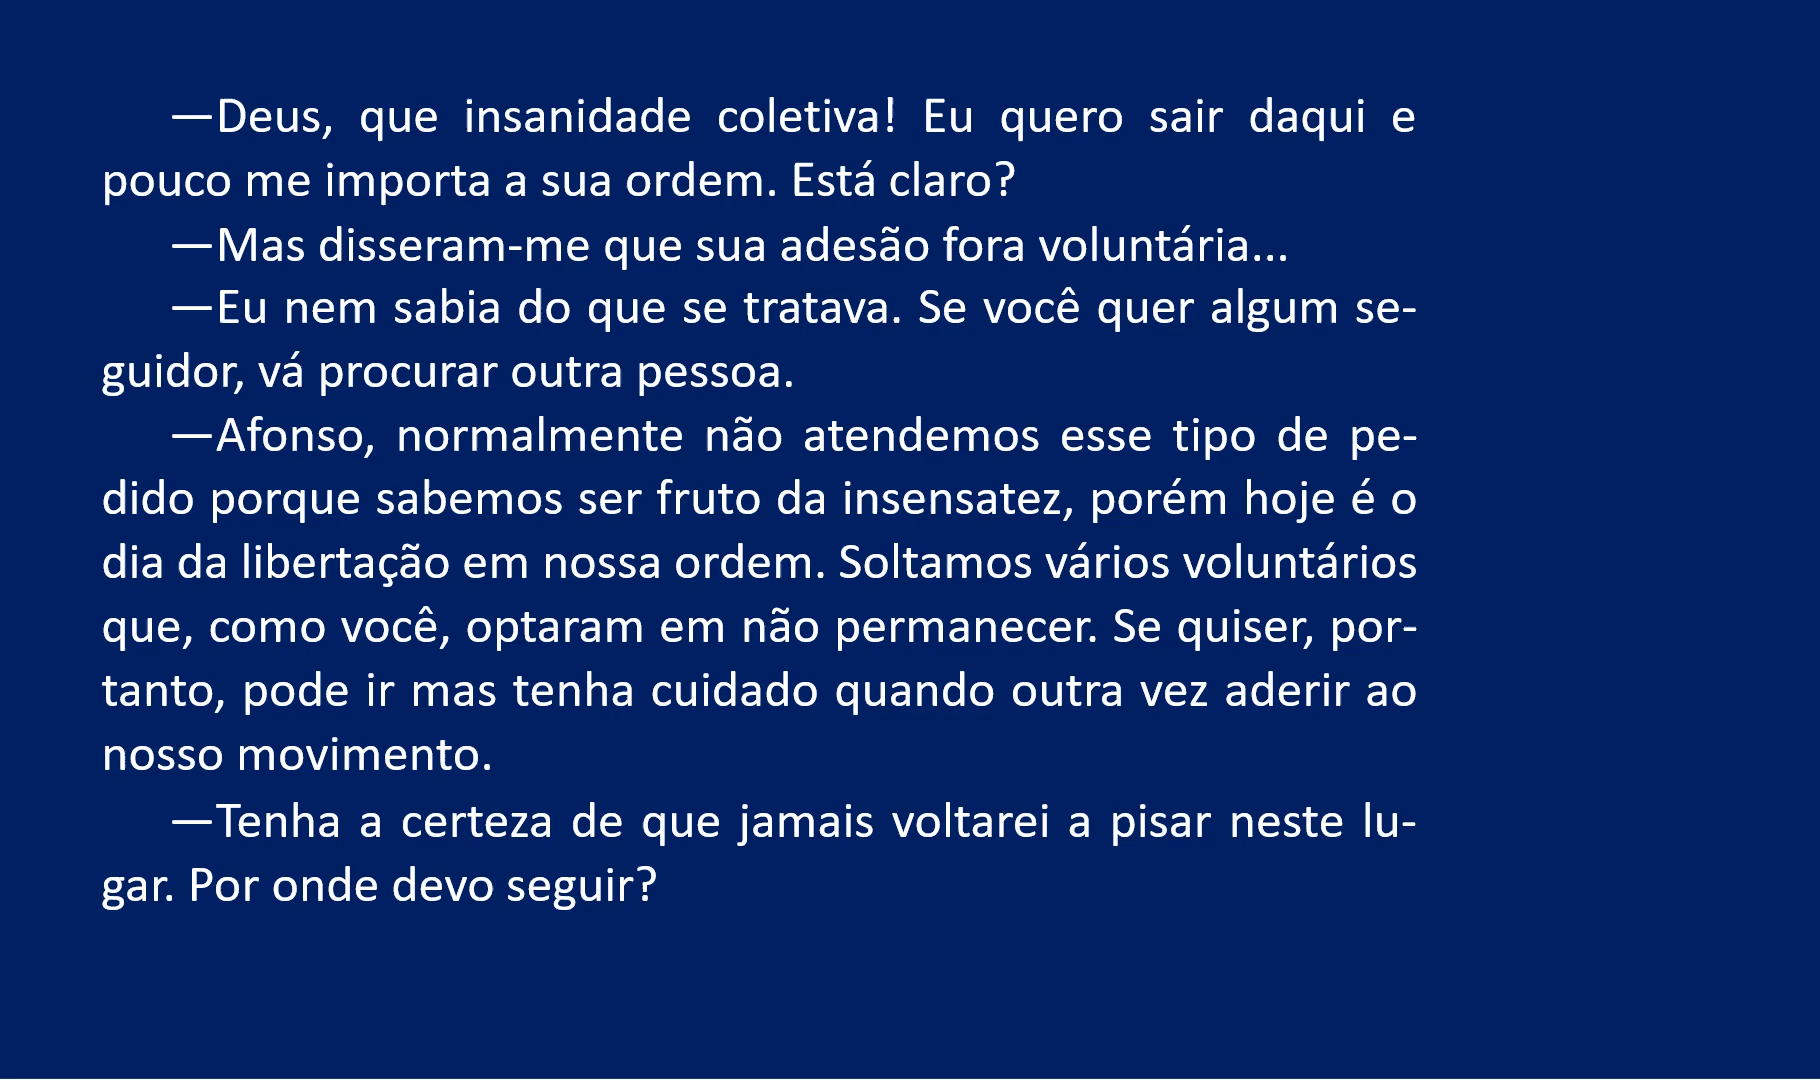 —Deus, que insanidade coletiva! Eu quero sair daqui e
pouco me importa a sua ordem. Está claro?
—Mas disseram-me que sua adesão fora voluntária...
—Eu nem sabia do que se tratava. Se você quer algum se-
guidor, vá procurar outra pessoa.
—Afonso, normalmente não atendemos esse tipo de pe-
dido porque sabemos ser fruto da insensatez, porém hoje é o
dia da libertação em nossa ordem. Soltamos vários voluntários
que, como você, optaram em não permanecer. Se quiser, por-
tanto, pode ir mas tenha cuidado quando outra vez aderir ao
nosso movimento.
—Tenha a certeza de que jamais voltarei a pisar neste lu-
gar. Por onde devo seguir?